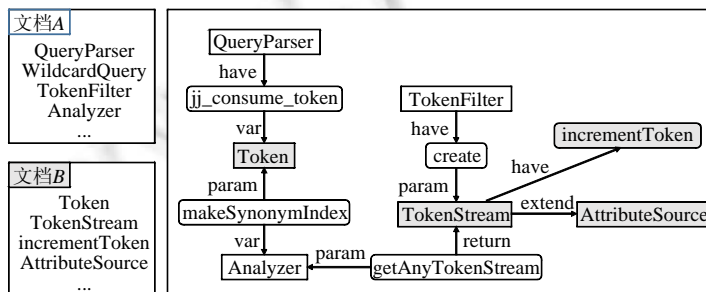 文档A
QueryParser
WildcardQuery
TokenFilter
Analyzer
...
文档B
Token
TokenStream
incrementToken
AttributeSource
...
QueryParser
have
jj_consume_token
var
Token
param
makeSynonymIndex
var
Analyzer
param
getAnyTokenStream
return
TokenFilter
have
create
param
TokenStream
have
incrementToken
extend
AttributeSource